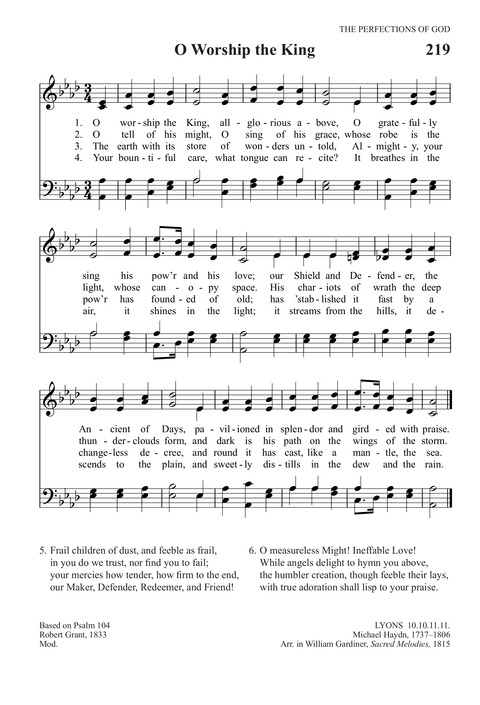 THE PERFECTIONS OF GOD
O Worship the King 219
1. O wor - ship the King, all - glo - rious a - bove, O grate - ful - ly
2. O tell of his might, O sing of his grace, whose robe is the
3. The earth with its store of won - ders un - told, Al - might - y, your
4. Your boun - ti - ful care, what tongue can re - cite? It breathes in the
sing his pow'r and his love; our Shield and De - fend - er, the
light, whose can - o - py space. His char - iots of wrath the deep
pow'r has found - ed of old; has 'stab - lished it fast by a
air, it shines in the light; it streams from the hills, it de -
An - cient of Days, pa - vil - ioned in splen - dor and gird - ed with praise.
thun - der - clouds form, and dark is his path on the wings of the storm.
change - less de - cree, and round it has cast, like a man - tle, the sea.
scends to the plain, and sweet - ly dis - tills in the dew and the rain.
5. Frail children of dust, and feeble as frail,
in you do we trust, nor find you to fail;
your mercies how tender, how firm to the end,
our Maker, Defender, Redeemer, and Friend!
6. O measureless Might! Ineffable Love!
While angels delight to hymn you above,
the humbler creation, though feeble their lays,
with true adoration shall lisp to your praise.
Based on Psalm 104
Robert Grant, 1833
Mod.
LYONS 10.10.11.11.
Michael Haydn, 1737–1806
Arr. in William Gardiner, Sacred Melodies, 1815